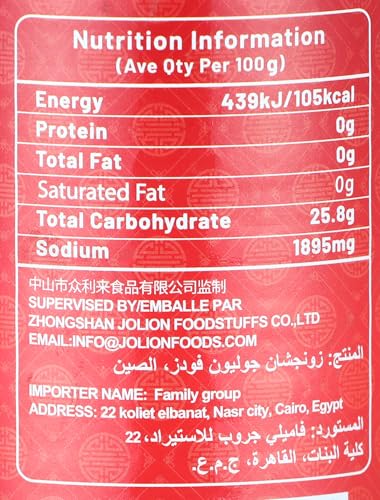 Nutrition Information
(Ave Qty Per 100g)
Energy 439kJ/105kcal
Protein 0g
Total Fat 0g
Saturated Fat 0g
Total Carbohydrate 25.8g
Sodium 1895mg
中山市众利来食品有限公司监制
SUPERVISED BY/EMBALLE PAR
ZHONGSHAN JOLION FOODSTUFFS CO.,LTD
EMAIL:INFO@JOLIONFOODS.COM
المنتج: زونجشان جوليون فودز، الصين
IMPORTER NAME: Family group
ADDRESS: 22 koliet elbanat, Nasr city, Cairo, Egypt
المستورد: فاميلي جروب للاستيراد، 22
كلية البنات، القاهرة، ج.م.ع.